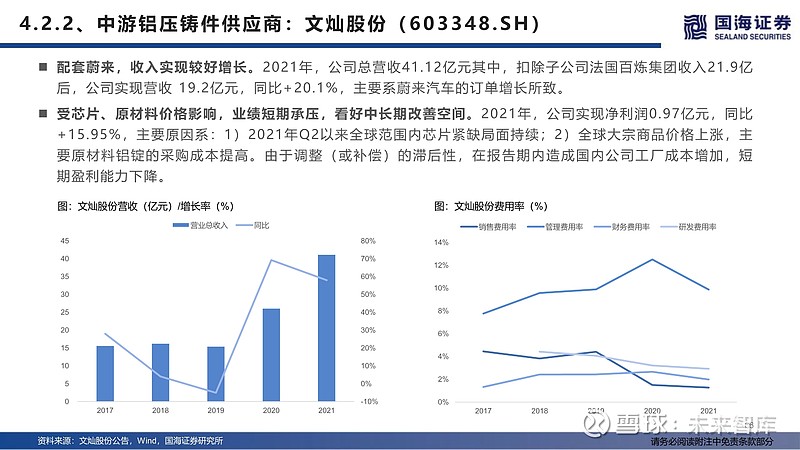 4.2.2、中游铝压铸件供应商：文灿股份（603348.SH）
国海证券
SEALAND SECURITIES
■ 配套蔚来，收入实现较好增长。2021年，公司总营收41.12亿元其中，扣除子公司法国百炼集团收入21.9亿
后，公司实现营收 19.2亿元，同比+20.1%，主要系蔚来汽车的订单增长所致。
■ 受芯片、原材料价格影响，业绩短期承压，看好中长期改善空间。2021年，公司实现净利润0.97亿元，同比
+15.95%，主要原因系：1）2021年Q2以来全球范围内芯片紧缺局面持续；2）全球大宗商品价格上涨，主
要原材料铝锭的采购成本提高。由于调整（或补偿）的滞后性，在报告期内造成国内公司工厂成本增加，短
期盈利能力下降。
图：文灿股份营收（亿元）/增长率（%）
营业总收入 同比
45
40
35
30
25
20
15
10
5
0
80%
70%
60%
50%
40%
30%
20%
10%
0%
-10%
2017 2018 2019 2020 2021
图：文灿股份费用率（%）
销售费用率 管理费用率 财务费用率 研发费用率
14%
12%
10%
8%
6%
4%
2%
0%
2017 2018 2019 2020 2021
雪球：未来智库
资料来源：文灿股份公告，Wind，国海证券研究所
请务必阅读附注中免责条款部分